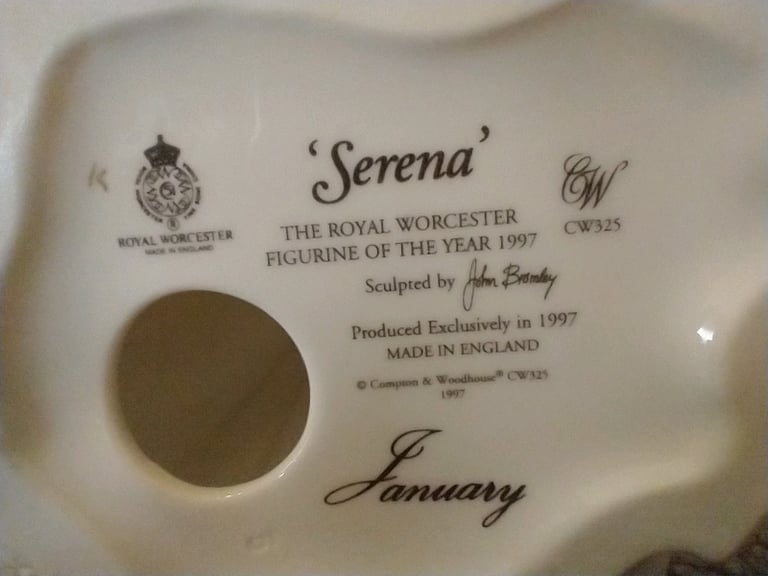 'Serena'
THE ROYAL WORCESTER
FIGURINE OF THE YEAR 1997
Sculpted by John Bromley
Produced Exclusively in 1997
MADE IN ENGLAND
© Compton & Woodhouse® CW325
1997
January
K
ROYAL WORCESTER
MADE IN ENGLAND
CW
CW325